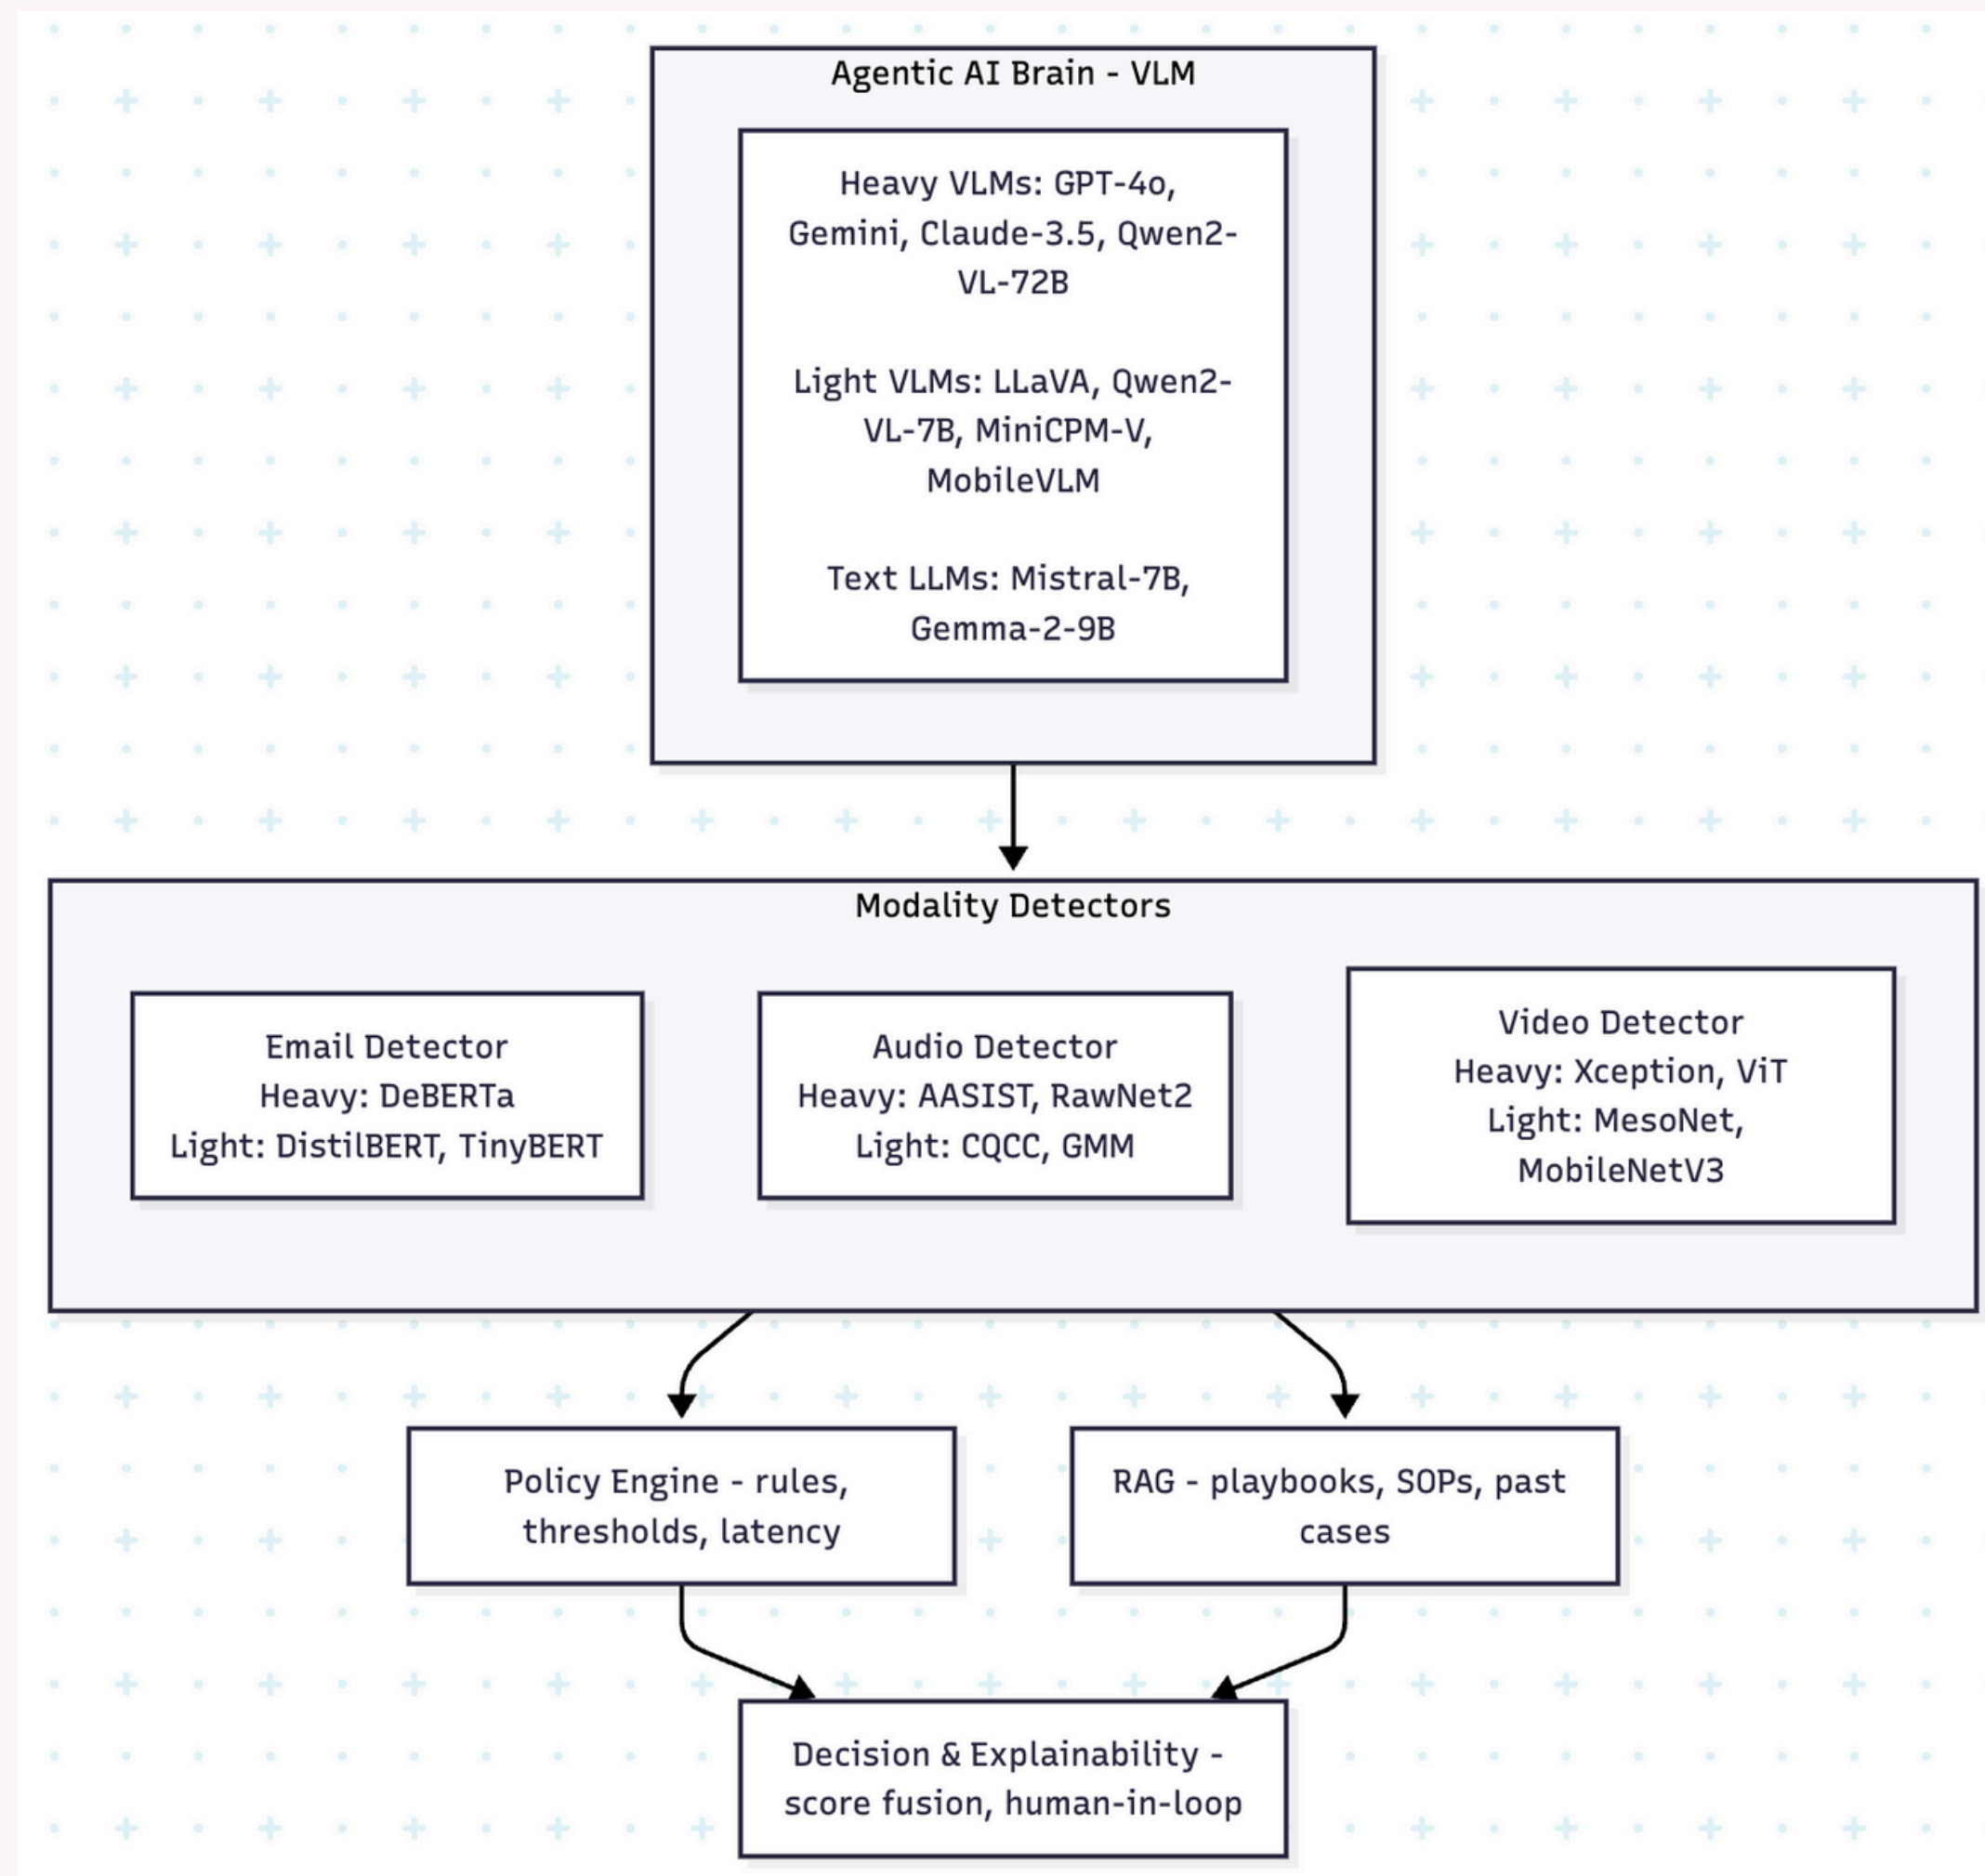 Agentic AI Brain - VLM
Heavy VLMs: GPT-4o,
Gemini, Claude-3.5, Qwen2-
VL-72B
Light VLMs: LLaVA, Qwen2-
VL-7B, MiniCPM-V,
MobileVLM
Text LLMs: Mistral-7B,
Gemma-2-9B
Modality Detectors
Email Detector
Heavy: DeBERTa
Light: DistilBERT, TinyBERT
Audio Detector
Heavy: AASIST, RawNet2
Light: CQCC, GMM
Video Detector
Heavy: Xception, ViT
Light: MesoNet,
MobileNetV3
Policy Engine - rules,
thresholds, latency
RAG - playbooks, SOPs, past
cases
Decision & Explainability -
score fusion, human-in-loop